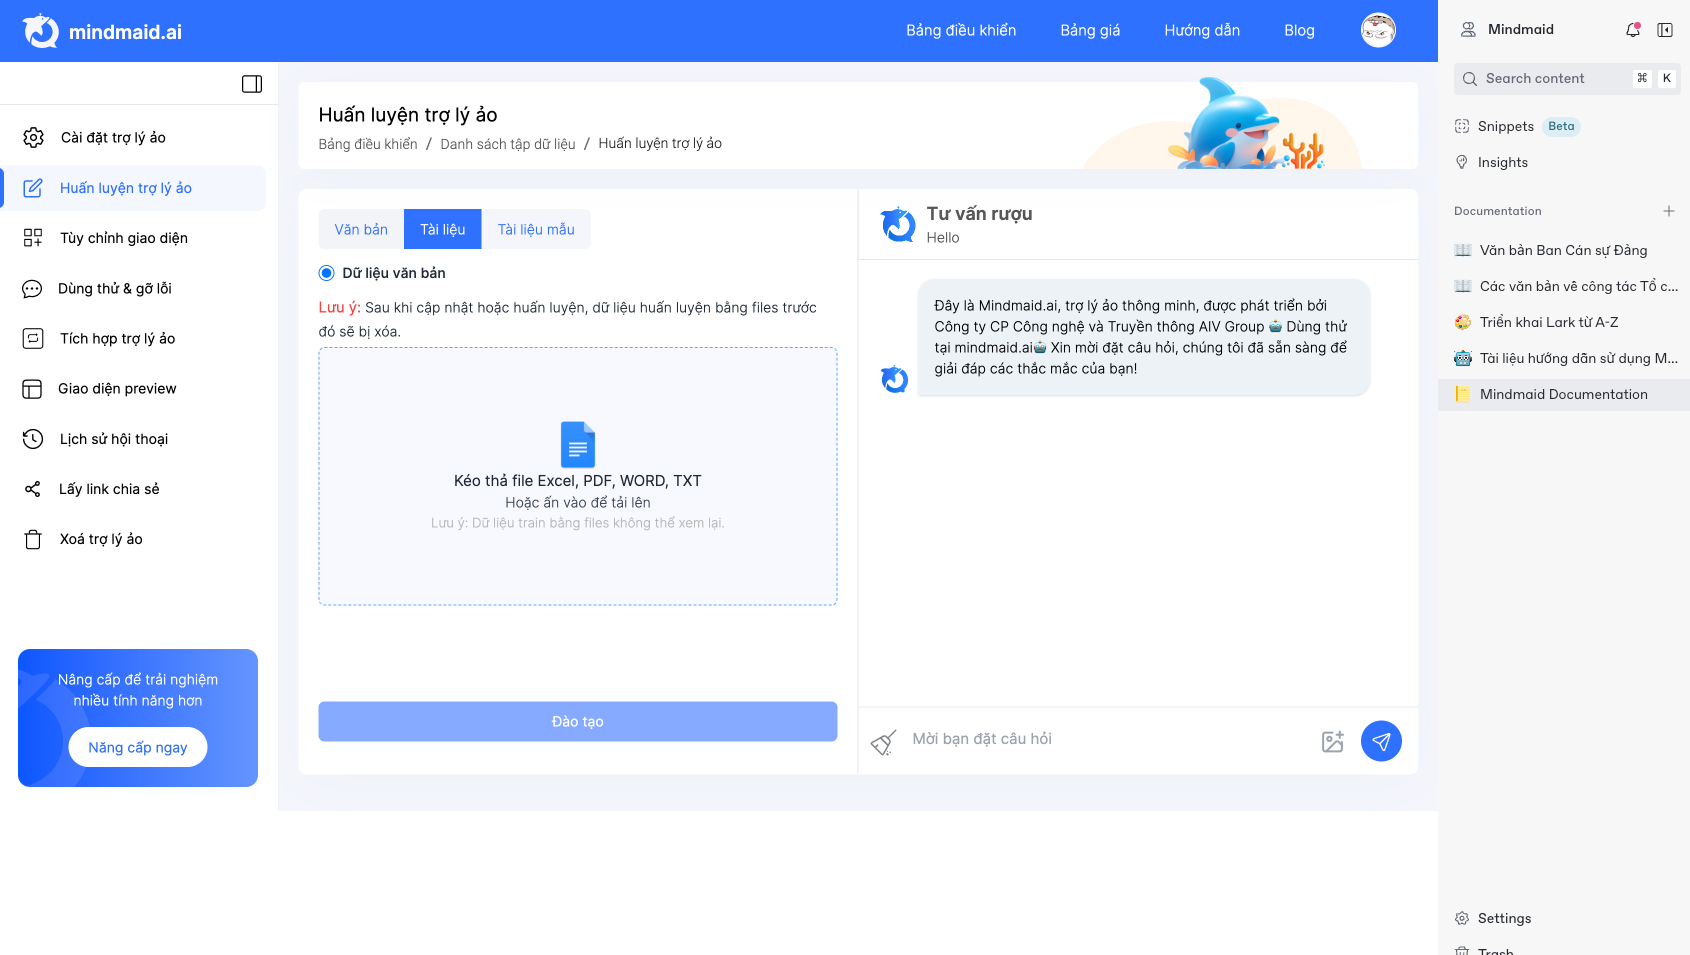 mindmaid.ai
Bảng điều khiển
Bảng giá
Hướng dẫn
Blog
Cài đặt trợ lý ảo
Huấn luyện trợ lý ảo
Tùy chỉnh giao diện
Dùng thử & gỡ lỗi
Tích hợp trợ lý ảo
Giao diện preview
Lịch sử hội thoại
Lấy link chia sẻ
Xoá trợ lý ảo
Nâng cấp để trải nghiệm
nhiều tính năng hơn
Nâng cấp ngay
Huấn luyện trợ lý ảo
Bảng điều khiển / Danh sách tập dữ liệu / Huấn luyện trợ lý ảo
Văn bản
Tài liệu
Tài liệu mẫu
Dữ liệu văn bản
Lưu ý: Sau khi cập nhật hoặc huấn luyện, dữ liệu huấn luyện bằng files trước
đó sẽ bị xóa.
Kéo thả file Excel, PDF, WORD, TXT
Hoặc ấn vào để tải lên
Lưu ý: Dữ liệu train bằng files không thể xem lại.
Đào tạo
Tư vấn rượu
Hello
Đây là Mindmaid.ai, trợ lý ảo thông minh, được phát triển bởi
Công ty CP Công nghệ và Truyền thông AIV Group 🤖 Dùng thử
tại mindmaid.ai🤖 Xin mời đặt câu hỏi, chúng tôi đã sẵn sàng để
giải đáp các thắc mắc của bạn!
Mời bạn đặt câu hỏi
Mindmaid
Search content
⌘ K
Snippets Beta
Insights
Documentation
Văn bản Ban Cán sự Đảng
Các văn bản về công tác Tổ c...
Triển khai Lark từ A-Z
Tài liệu hướng dẫn sử dụng M...
Mindmaid Documentation
Settings
Trash